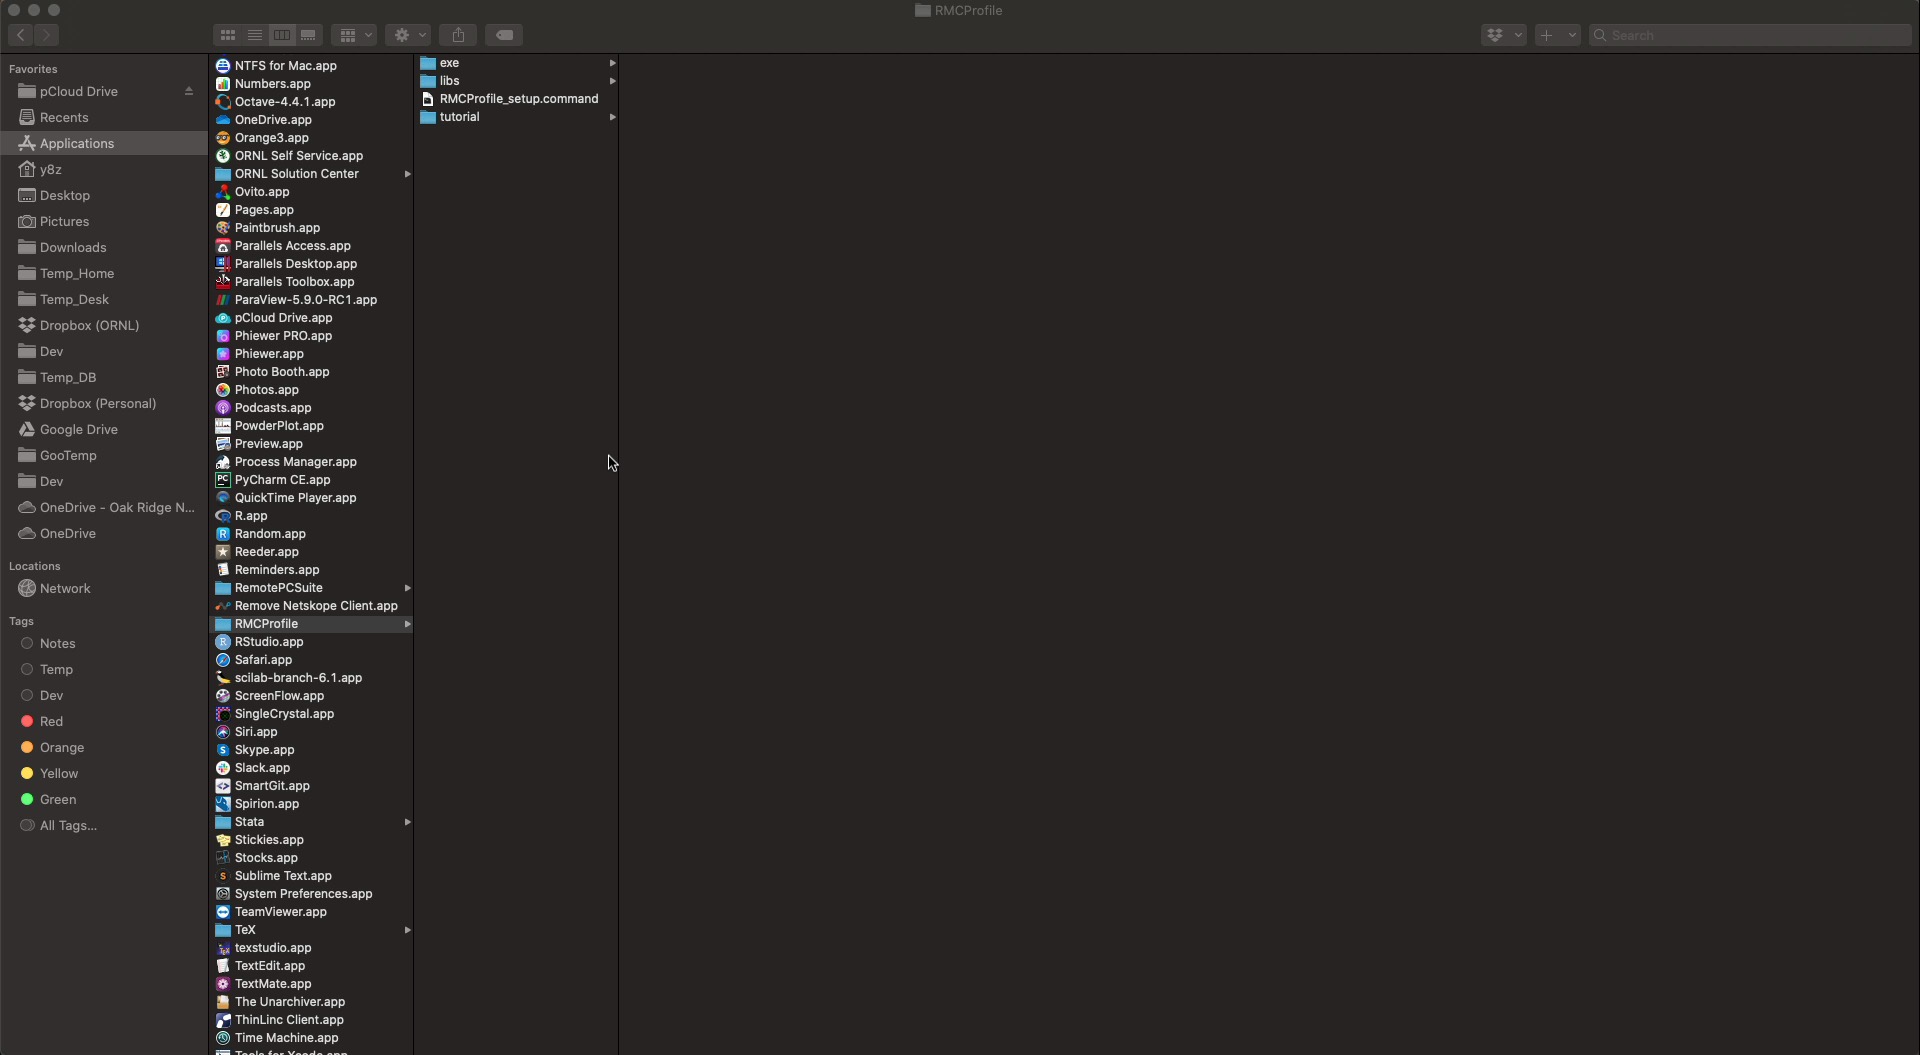 RMCProfile
Search
Favorites
pCloud Drive
Recents
Applications
y8z
Desktop
Pictures
Downloads
Temp_Home
Temp_Desk
Dropbox (ORNL)
Dev
Temp_DB
Dropbox (Personal)
Google Drive
GooTemp
Dev
OneDrive - Oak Ridge N...
OneDrive
Locations
Network
Tags
Notes
Temp
Dev
Red
Orange
Yellow
Green
All Tags...
NTFS for Mac.app
Numbers.app
Octave-4.4.1.app
OneDrive.app
Orange3.app
ORNL Self Service.app
ORNL Solution Center
Ovito.app
Pages.app
Paintbrush.app
Parallels Access.app
Parallels Desktop.app
Parallels Toolbox.app
ParaView-5.9.0-RC1.app
pCloud Drive.app
Phiewer PRO.app
Phiewer.app
Photo Booth.app
Photos.app
Podcasts.app
PowderPlot.app
Preview.app
Process Manager.app
PyCharm CE.app
QuickTime Player.app
R.app
Random.app
Reeder.app
Reminders.app
RemotePCSuite
Remove Netskope Client.app
RMCProfile
RStudio.app
Safari.app
scilab-branch-6.1.app
ScreenFlow.app
SingleCrystal.app
Siri.app
Skype.app
Slack.app
SmartGit.app
Spirion.app
Stata
Stickies.app
Stocks.app
Sublime Text.app
System Preferences.app
TeamViewer.app
TeX
texstudio.app
TextEdit.app
TextMate.app
The Unarchiver.app
ThinLinc Client.app
Time Machine.app
Tools for Xcode.app
exe
libs
RMCProfile_setup.command
tutorial